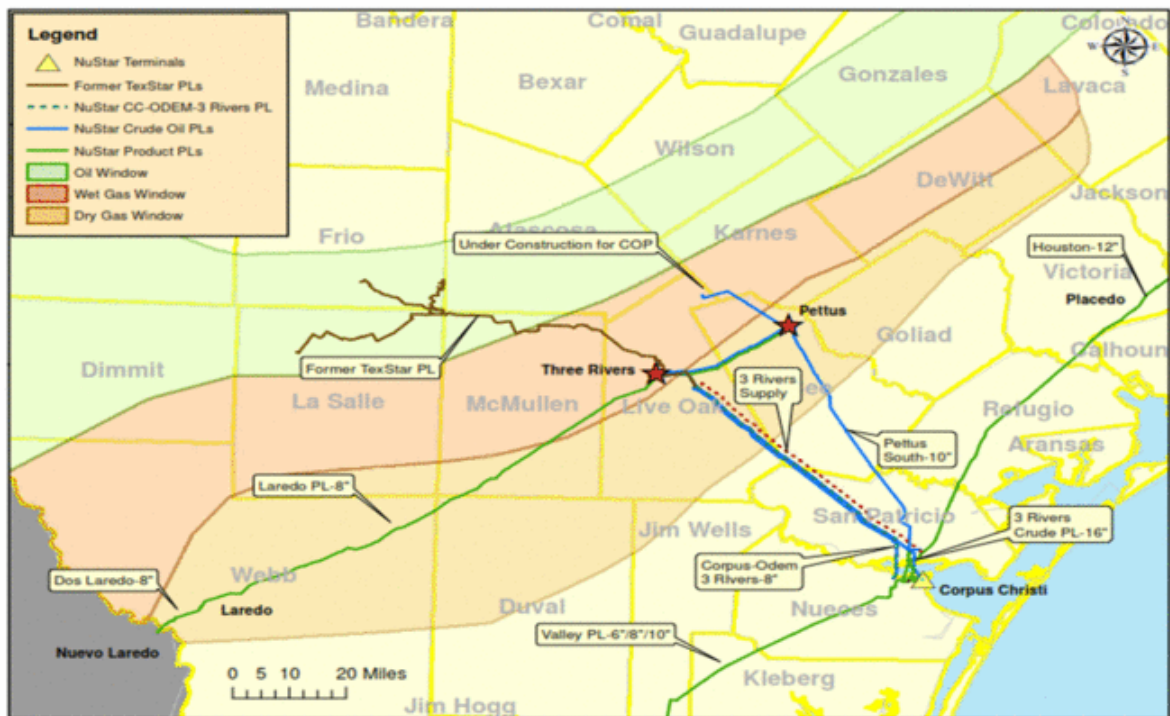 Legend
NuStar Terminals
Former TexStar PLs
NuStar CC-ODEM-3 Rivers PL
NuStar Crude Oil PLs
NuStar Product PLs
Oil Window
Wet Gas Window
Dry Gas Window
Bandera
Comal
Guadalupe
Colorado
N
W E
S
Medina
Bexar
Gonzales
Lavaca
Wilson
DeWitt
Jackson
Frio
Atascosa
Karnes
Under Construction for COP
Houston-12"
Victoria
Placedo
Pettus
Goliad
Calhoun
Dimmit
Former TexStar PL
Three Rivers
3 Rivers
Supply
La Salle
McMullen
Live Oak
Refugio
Aransas
Pettus
South-10"
Laredo PL-8"
San Patricio
3 Rivers
Crude PL-16"
Jim Wells
Corpus-Odem
3 Rivers-8"
Dos Laredo-8"
Webb
Laredo
Duval
Nueces
Corpus Christi
Valley PL-6"/8"/10"
Nuevo Laredo
0 5 10 20 Miles
Kleberg
Jim Hogg